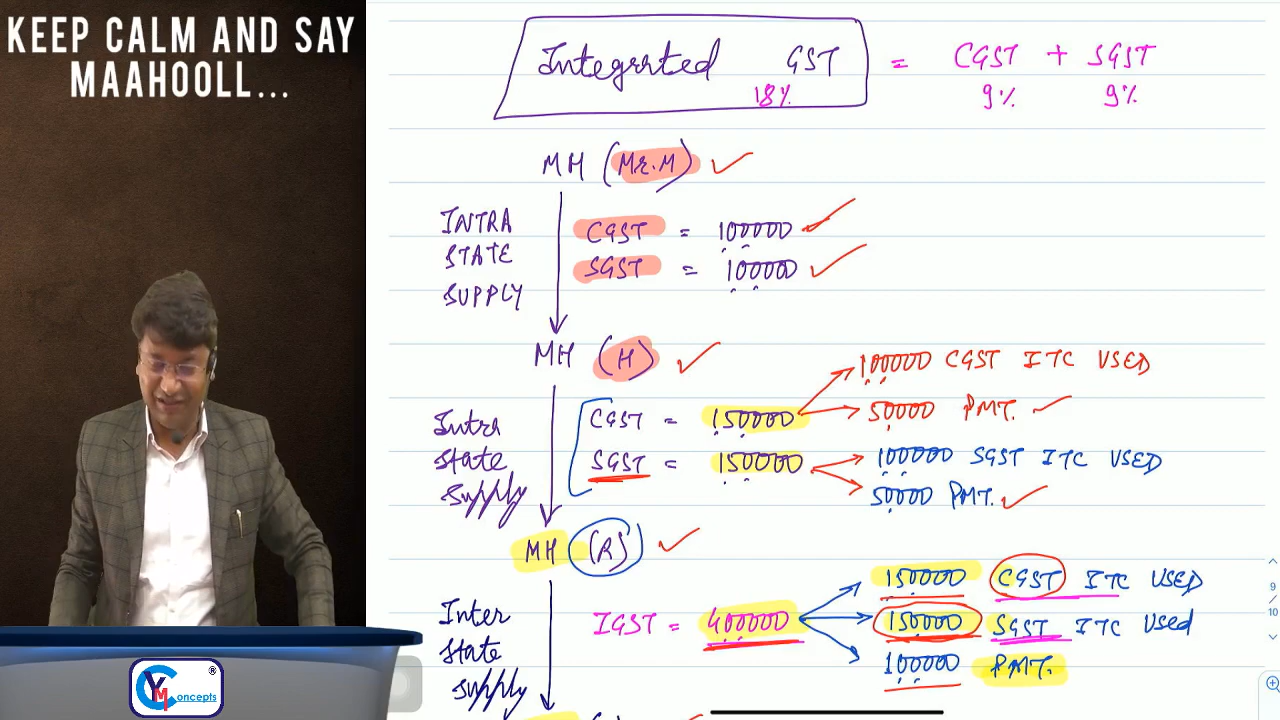 KEEP CALM AND SAY
MAAHOOLL...
Integrated GST = CGST + SGST
18% 9% 9%
MH (Mr.M)
INTRA
STATE
SUPPLY
CGST = 100000
SGST = 100000
MH (H)
Intra
State
Supply
CGST = 150000
100000 CGST ITC USED
50000 PMT.
SGST = 150000
100000 SGST ITC USED
50000 PMT.
MH (R)
Inter
State
Supply
IGST = 400000
150000 CGST ITC USED
150000 SGST ITC Used
100000 PMT.
YMConcepts
®
9
10